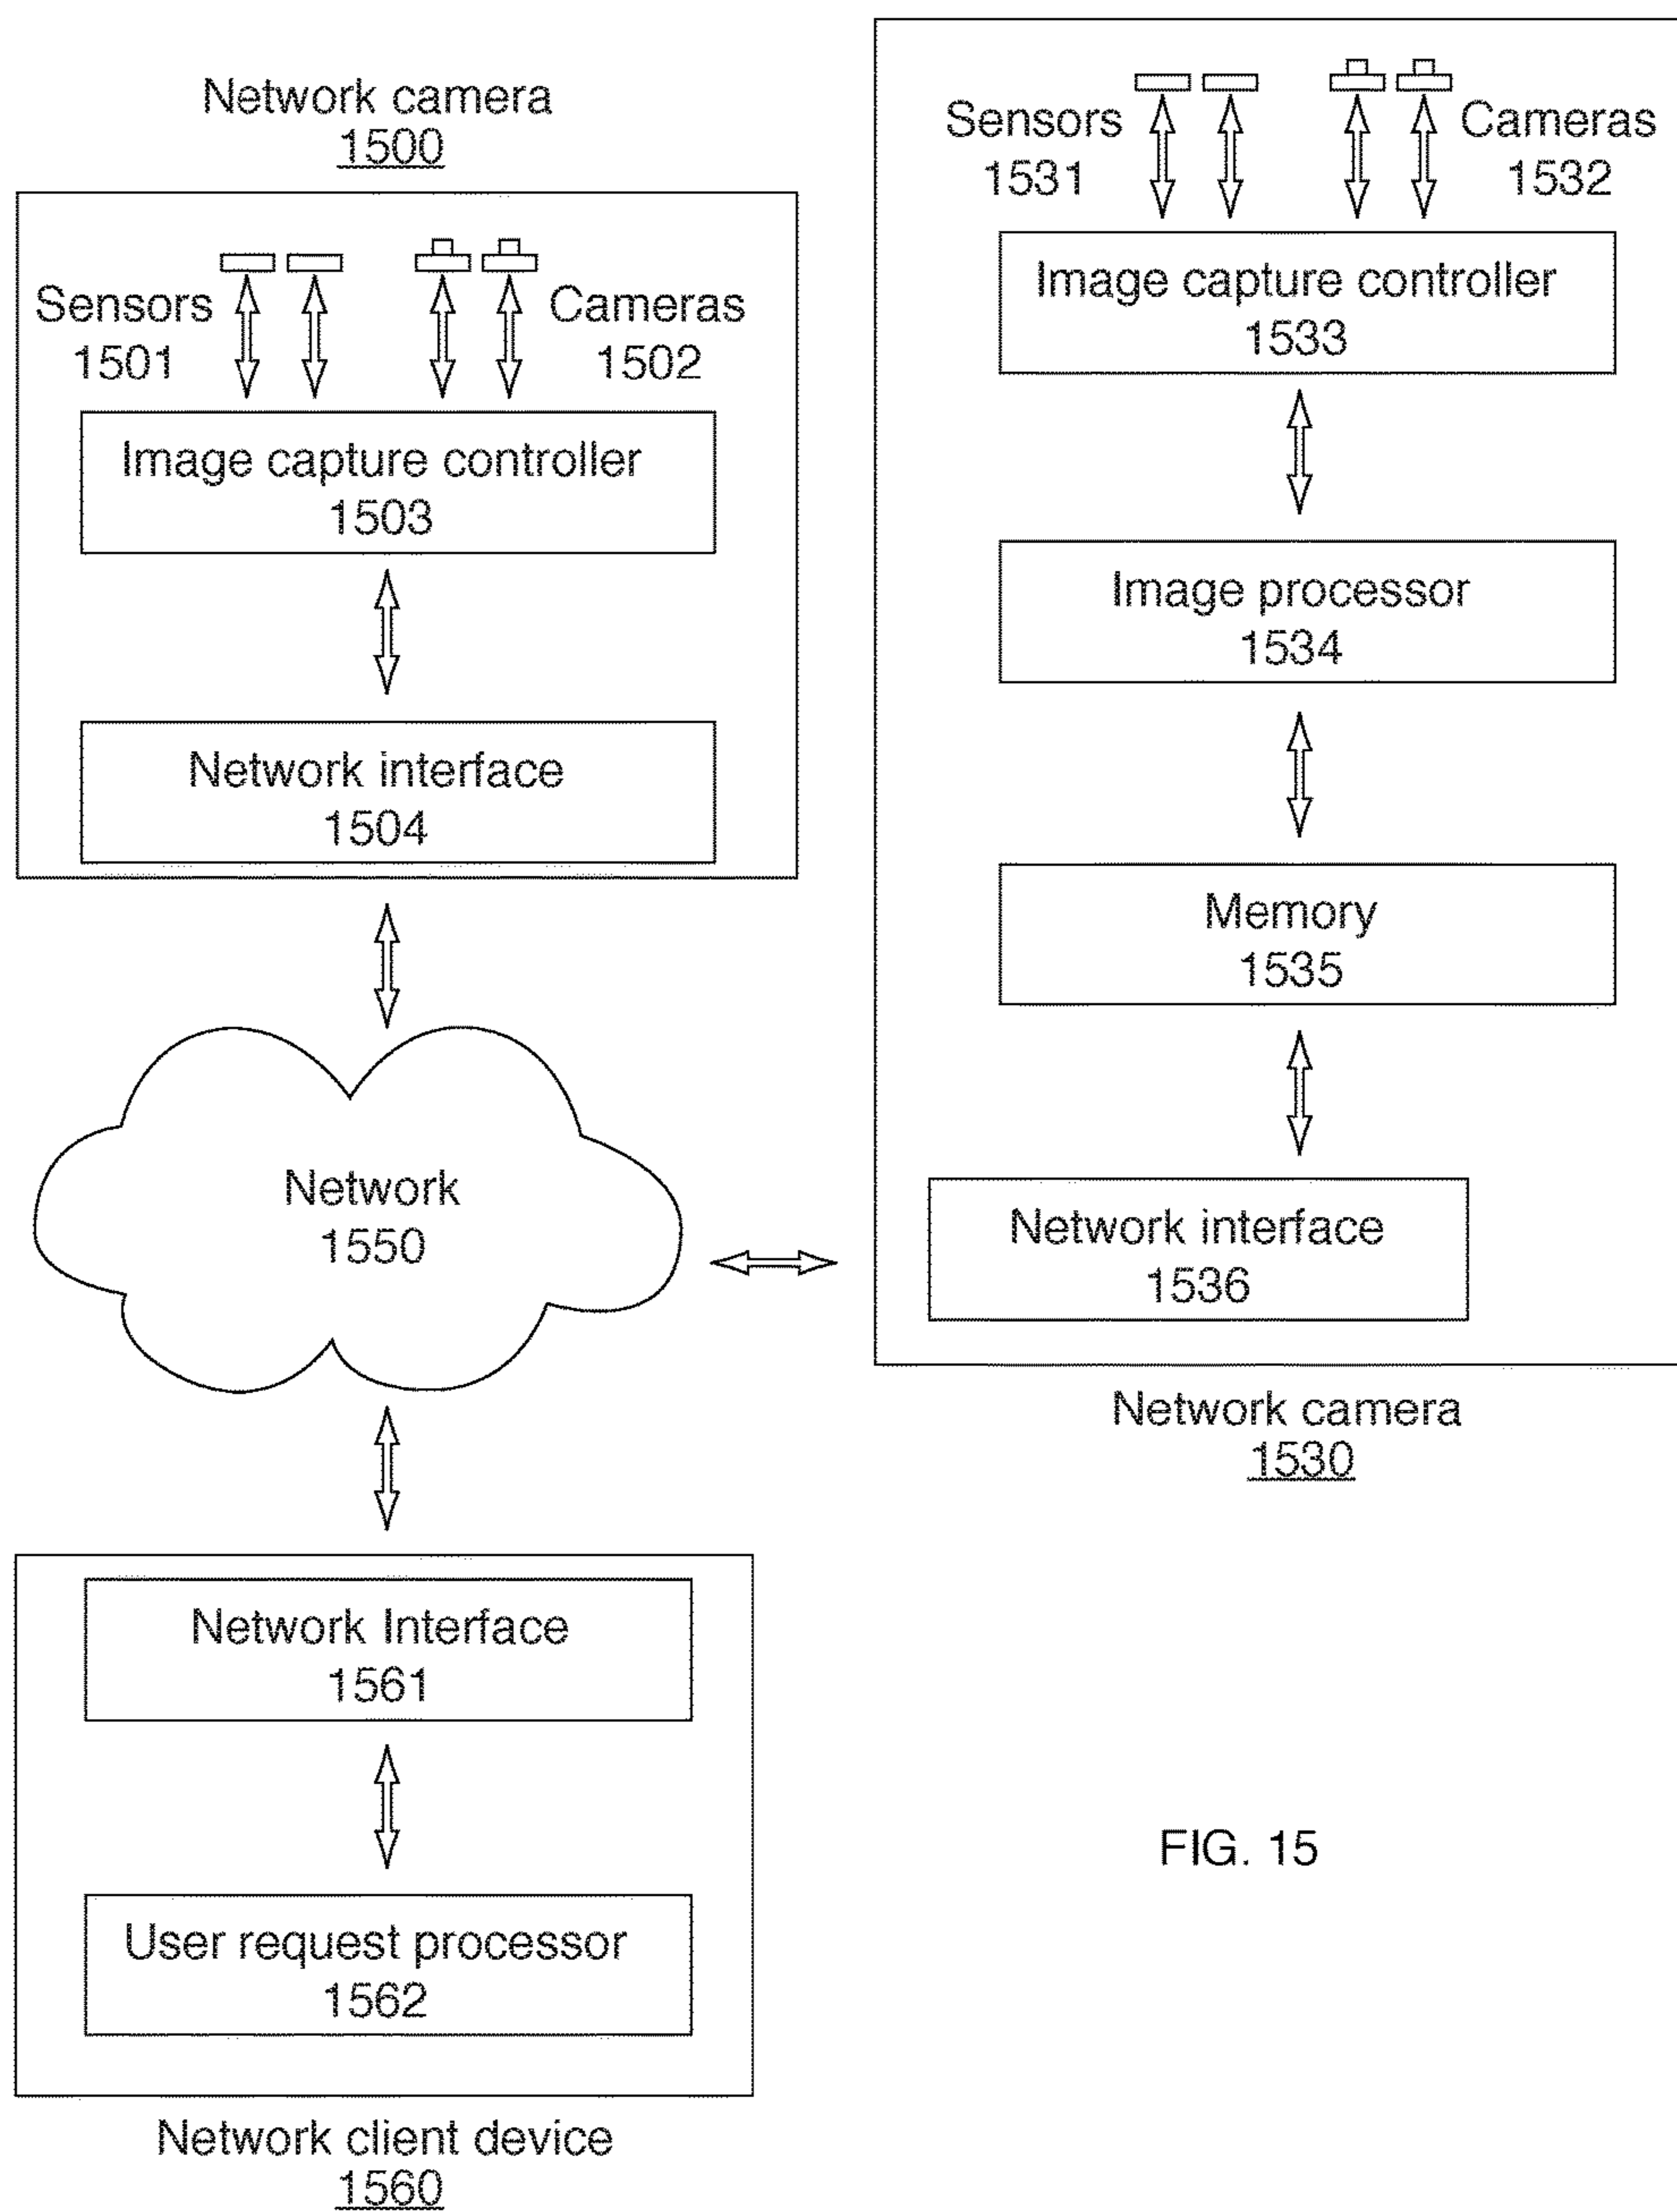 Network camera
1500
Sensors
1501
Cameras
1502
Image capture controller
1503
Network interface
1504
Sensors
1531
Cameras
1532
Image capture controller
1533
Image processor
1534
Memory
1535
Network interface
1536
Network camera
1530
Network
1550
Network Interface
1561
User request processor
1562
Network client device
1560
FIG. 15